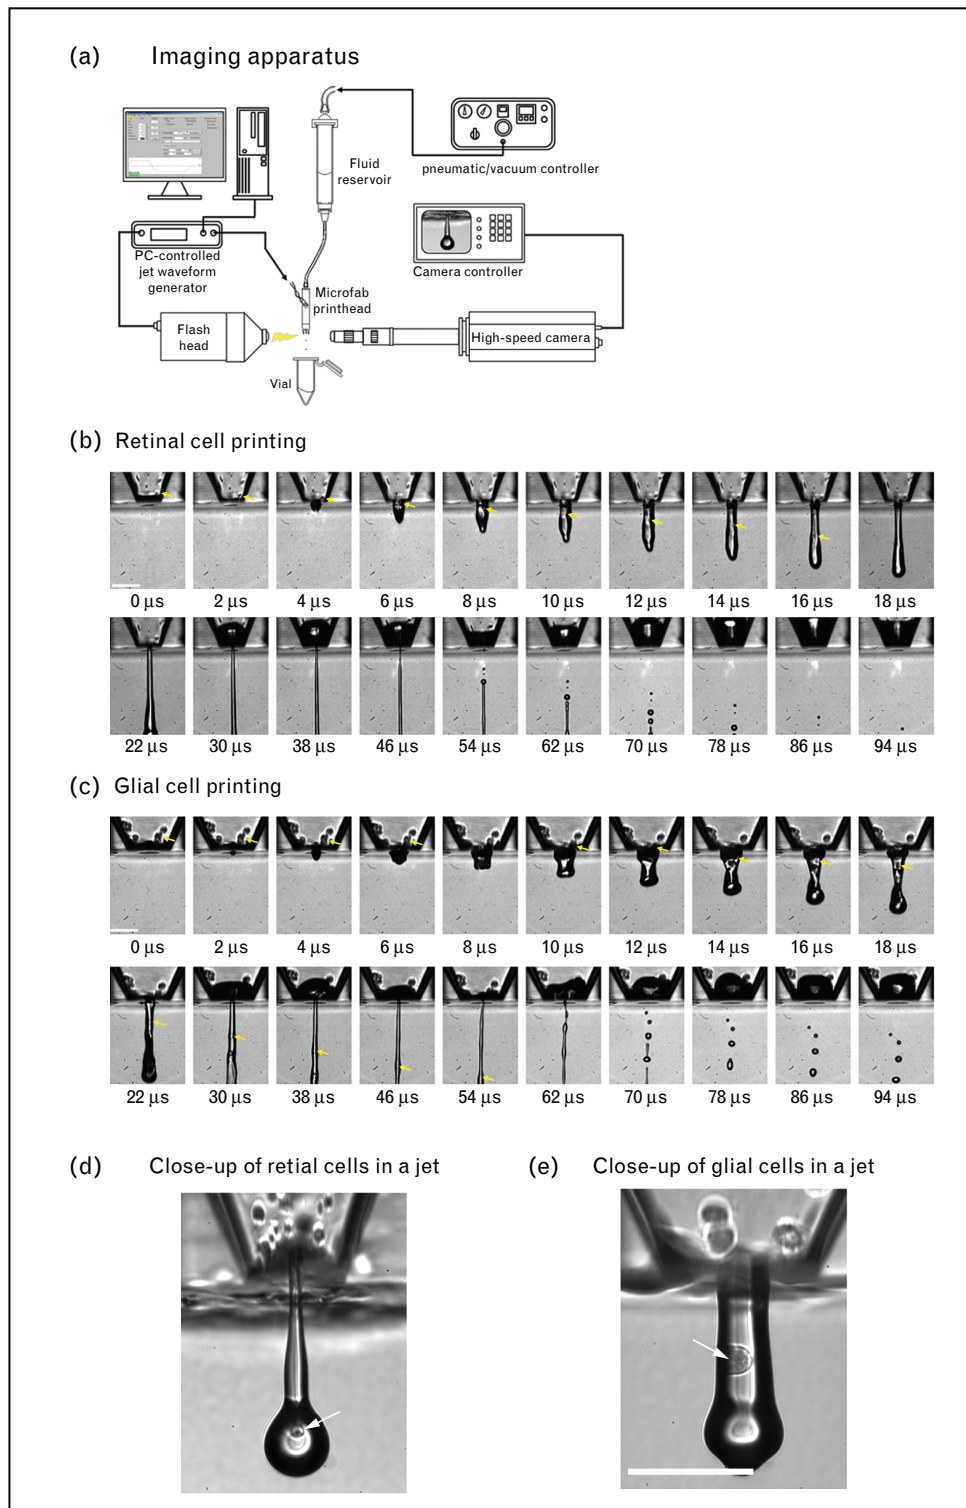 (a) Imaging apparatus
Fluid
reservoir
pneumatic/vacuum controller
PC-controlled
jet waveform
generator
Camera controller
Microfab
printhead
Flash
head
High-speed camera
Vial
(b) Retinal cell printing
0 µs 2 µs 4 µs 6 µs 8 µs 10 µs 12 µs 14 µs 16 µs 18 µs
22 µs 30 µs 38 µs 46 µs 54 µs 62 µs 70 µs 78 µs 86 µs 94 µs
(c) Glial cell printing
0 µs 2 µs 4 µs 6 µs 8 µs 10 µs 12 µs 14 µs 16 µs 18 µs
22 µs 30 µs 38 µs 46 µs 54 µs 62 µs 70 µs 78 µs 86 µs 94 µs
(d) Close-up of retial cells in a jet
(e) Close-up of glial cells in a jet